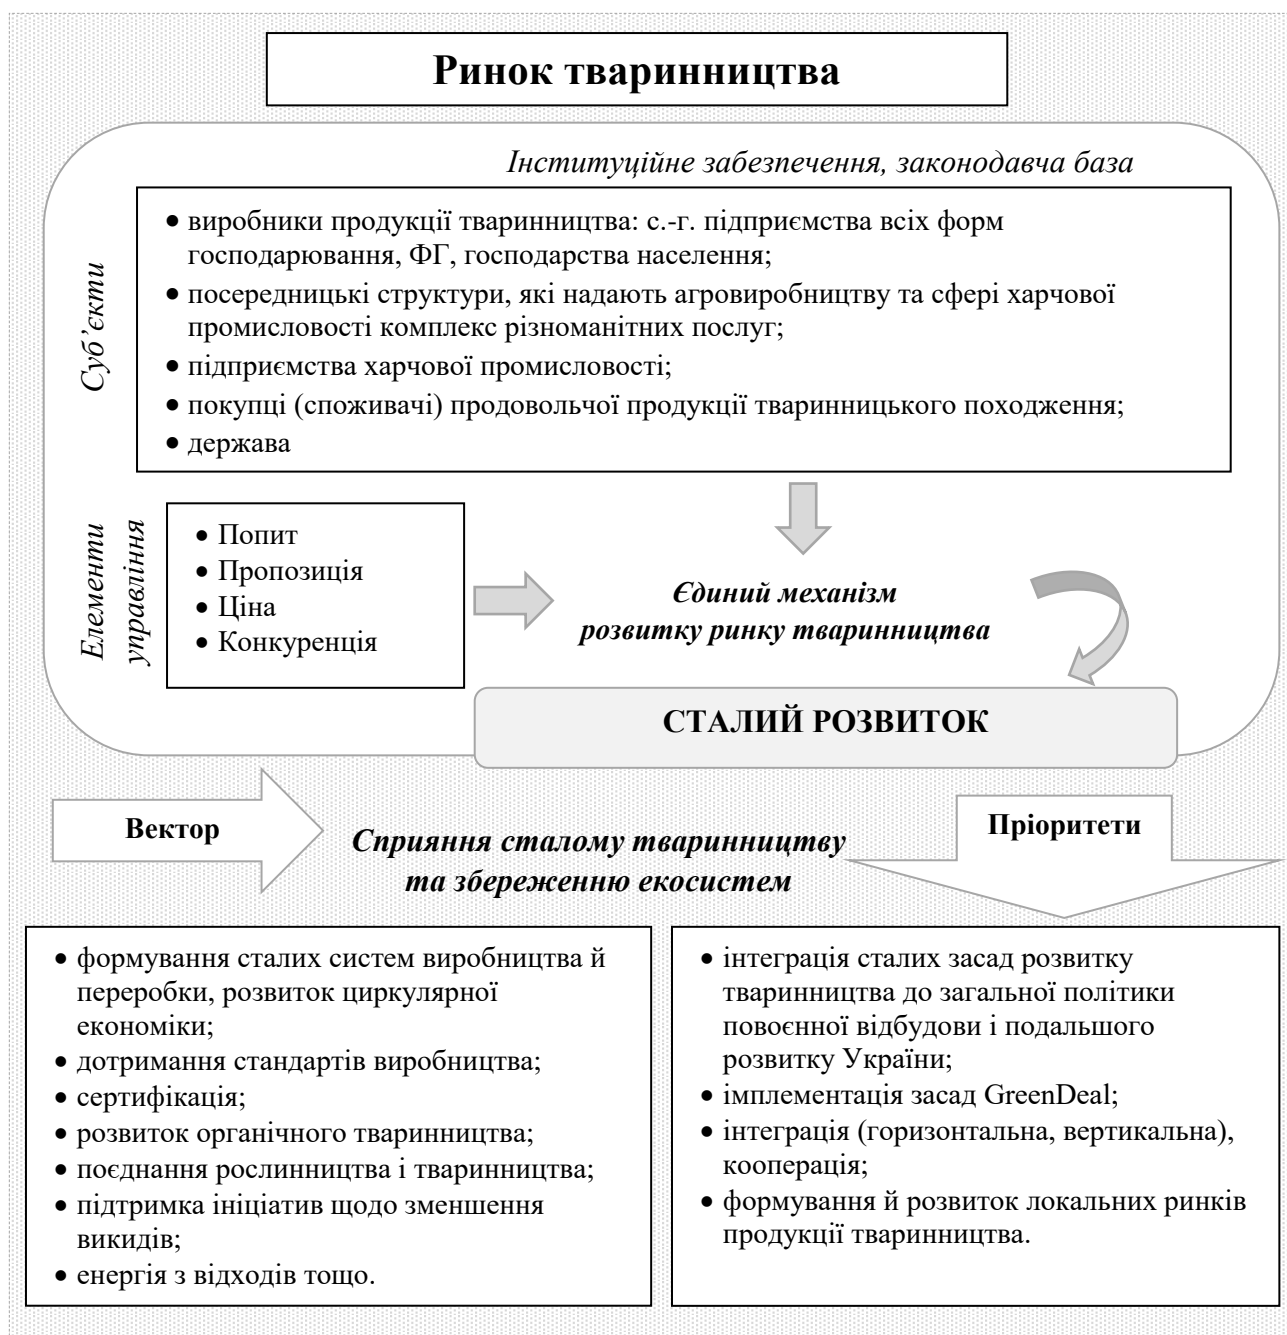 Ринок тваринництва
Інституційне забезпечення, законодавча база
Суб’єкти
• виробники продукції тваринництва: с.-г. підприємства всіх форм
господарювання, ФГ, господарства населення;
• посередницькі структури, які надають агровиробництву та сфері харчової
промисловості комплекс різноманітних послуг;
• підприємства харчової промисловості;
• покупці (споживачі) продовольчої продукції тваринницького походження;
• держава
Елементи
управління
• Попит
• Пропозиція
• Ціна
• Конкуренція
Єдиний механізм
розвитку ринку тваринництва
СТАЛИЙ РОЗВИТОК
Вектор
Сприяння сталому тваринництву
та збереженню екосистем
Пріоритети
• формування сталих систем виробництва й
переробки, розвиток циркулярної
економіки;
• дотримання стандартів виробництва;
• сертифікація;
• розвиток органічного тваринництва;
• поєднання рослинництва і тваринництва;
• підтримка ініціатив щодо зменшення
викидів;
• енергія з відходів тощо.
• інтеграція сталих засад розвитку
тваринництва до загальної політики
повоєнної відбудови і подальшого
розвитку України;
• імплементація засад GreenDeal;
• інтеграція (горизонтальна, вертикальна),
кооперація;
• формування й розвиток локальних ринків
продукції тваринництва.